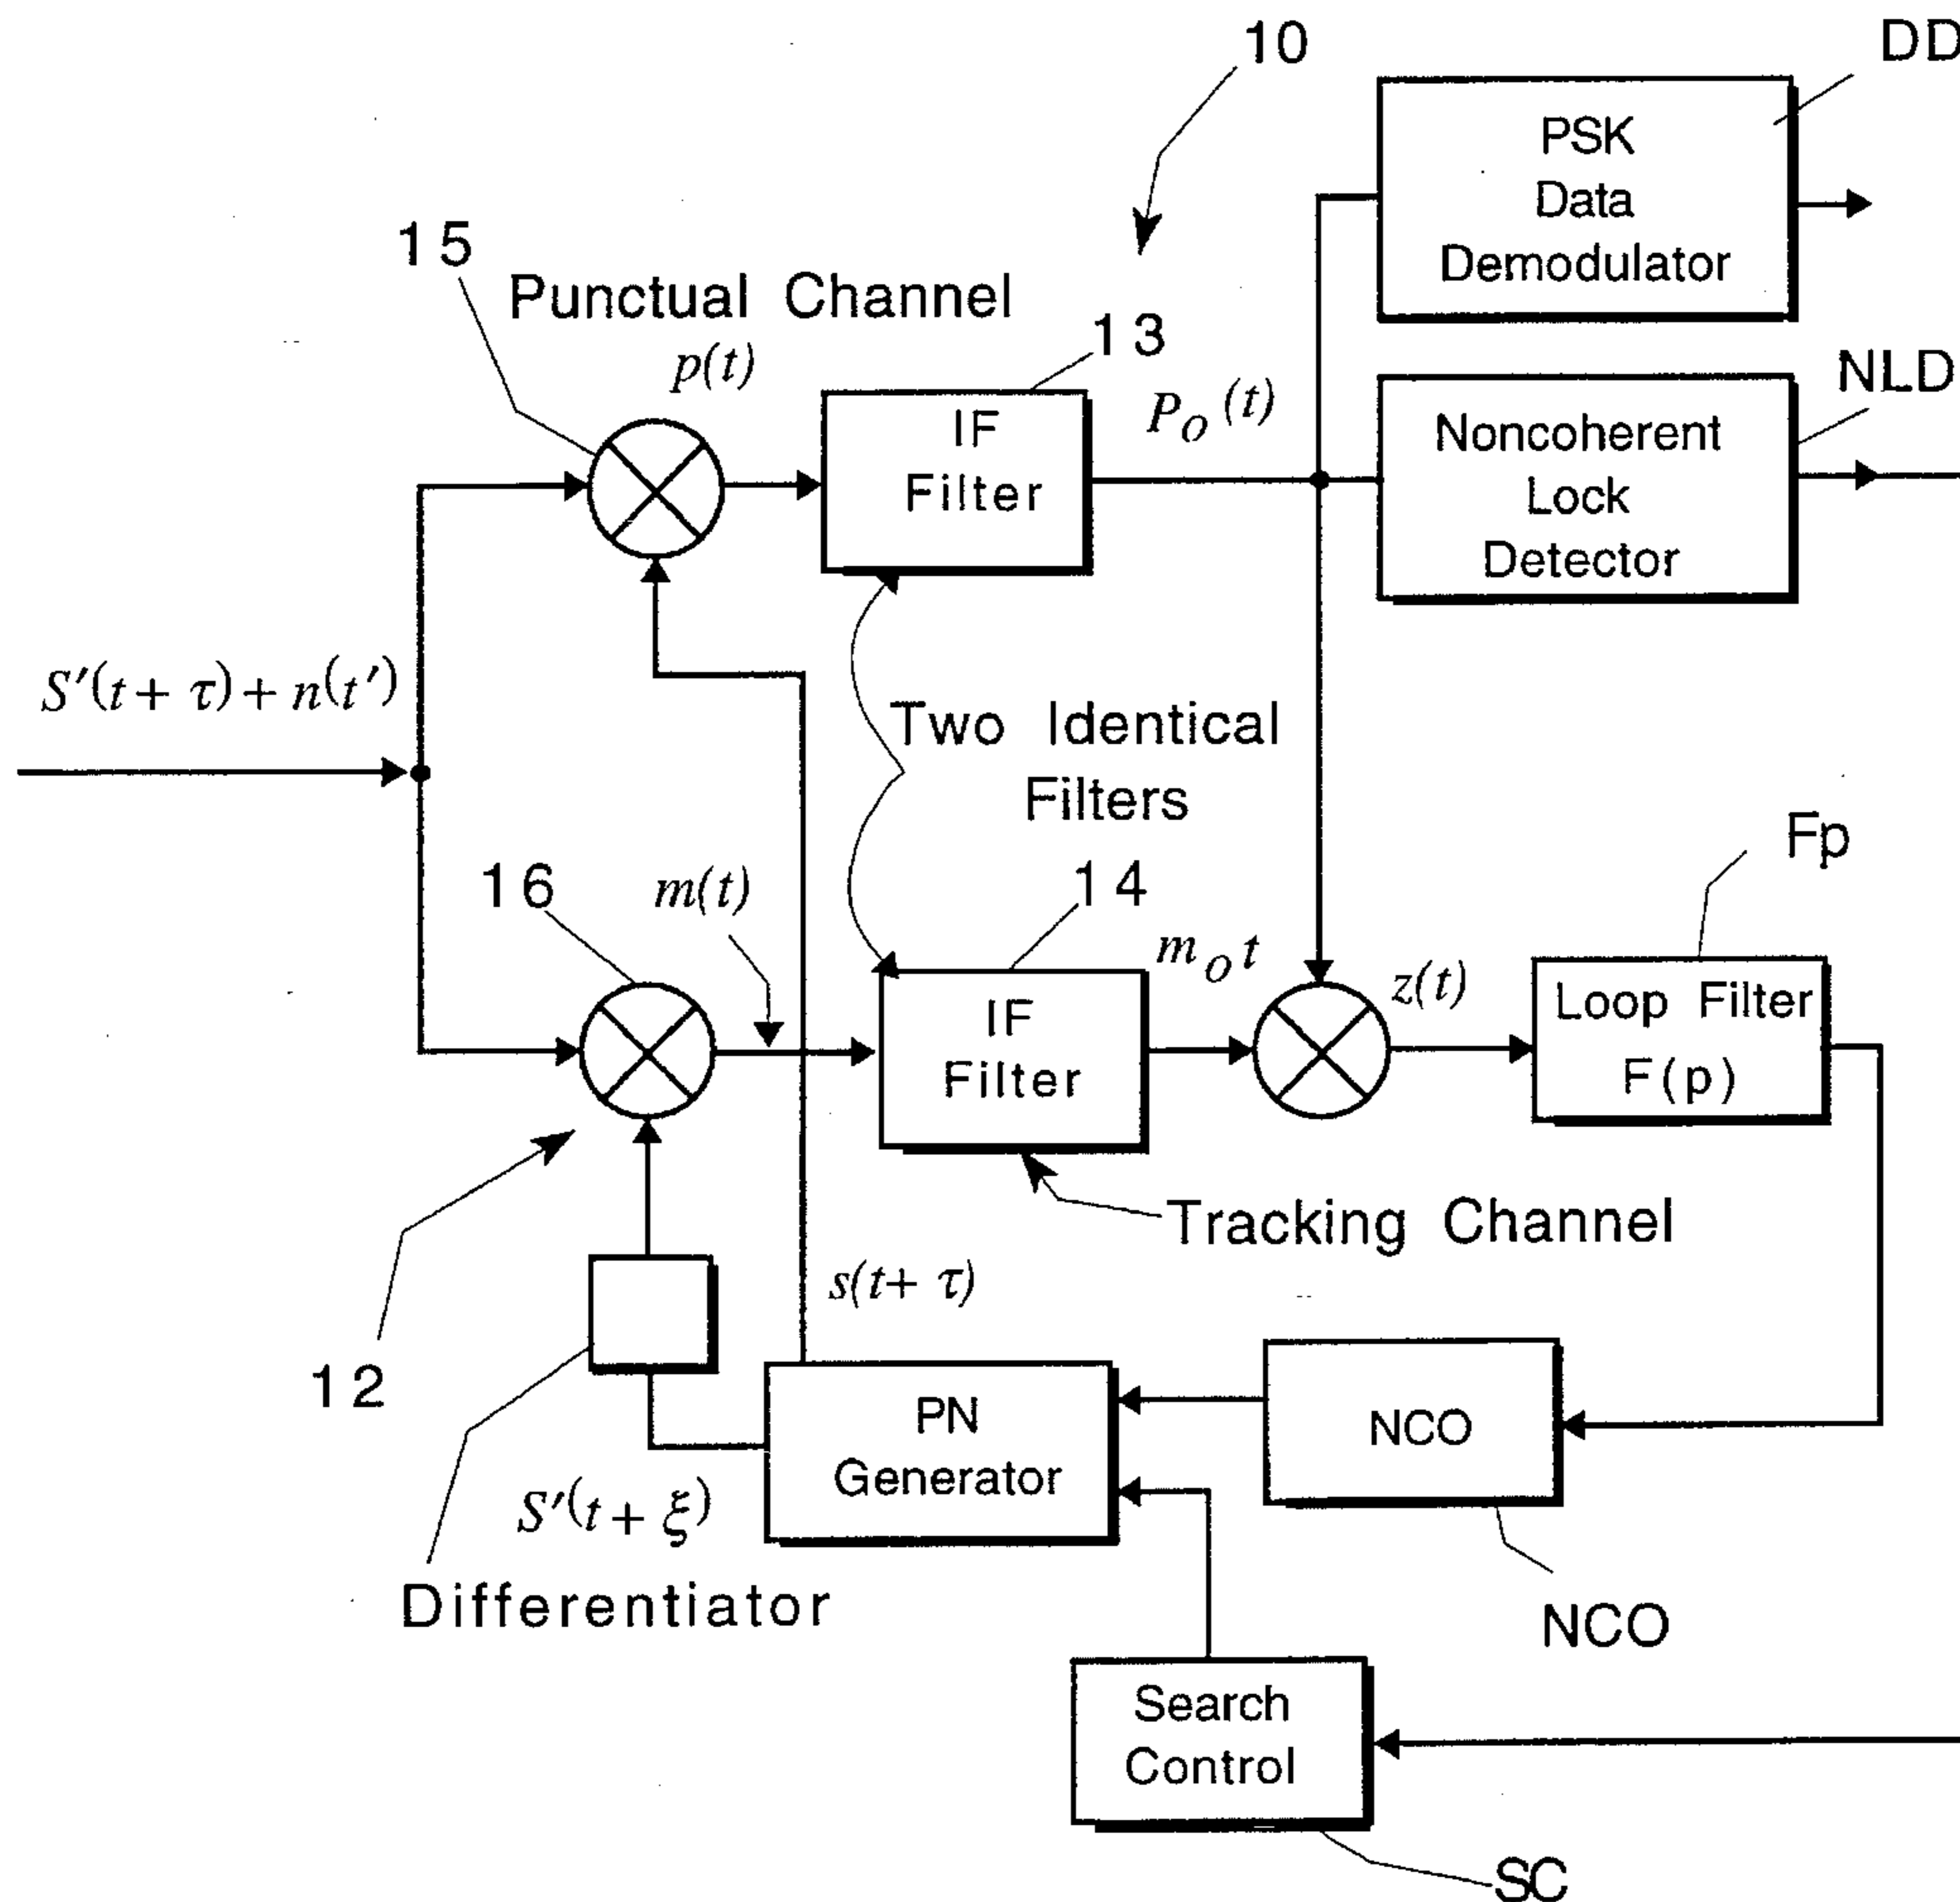 10
DD
PSK
Data
Demodulator
15
Punctual Channel
p(t)
13
IF
Filter
Po(t)
NLD
Noncoherent
Lock
Detector
S′(t + τ) + n(t′)
Two Identical
Filters
Fp
16
m(t)
14
IF
Filter
mot
z(t)
Loop Filter
F(p)
Tracking Channel
12
s(t + τ)
PN
Generator
NCO
S′(t + ξ)
Differentiator
NCO
Search
Control
SC